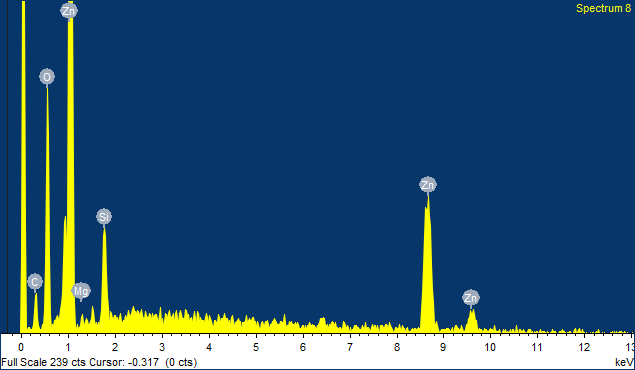 Spectrum 8
Zn
O
Si
C
Mg
Zn
Zn
0 1 2 3 4 5 6 7 8 9 10 11 12 13
Full Scale 239 cts Cursor: -0.317 (0 cts) keV